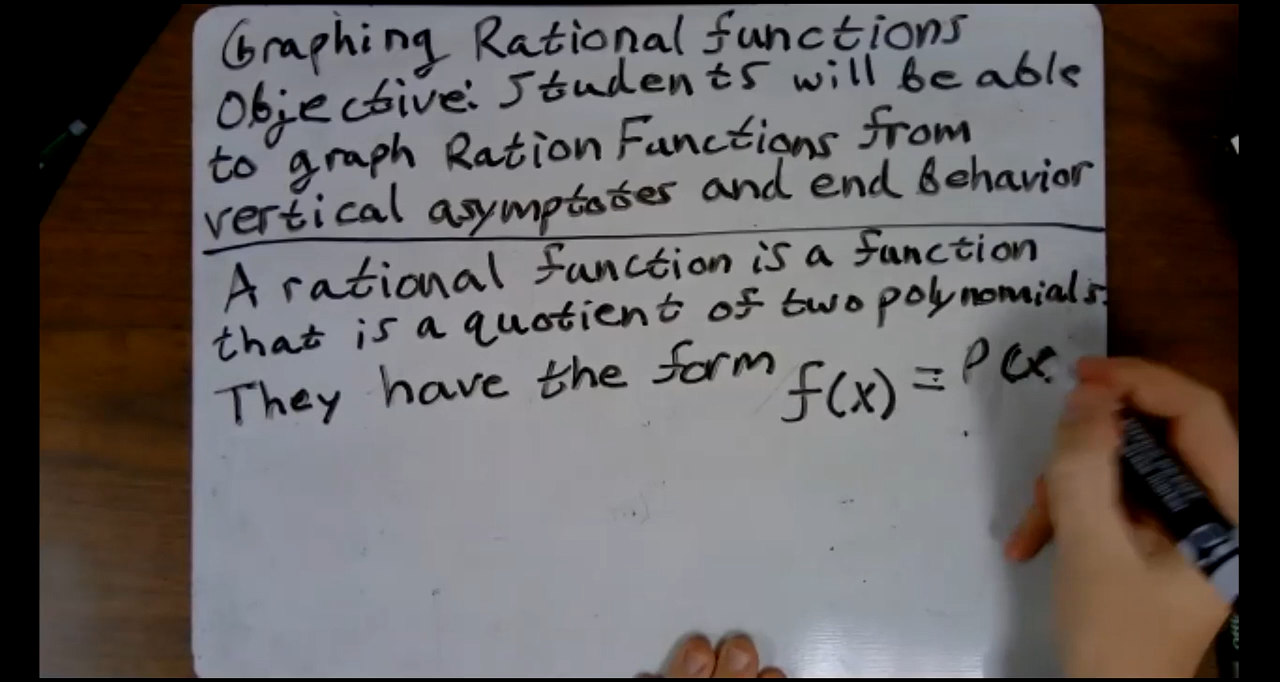 Graphing Rational functions
Objective: Students will be able
to graph Ration Functions from
vertical asymptotes and end Behavior
A rational function is a function
that is a quotient of two polynomials.
They have the form f(x) = P(x